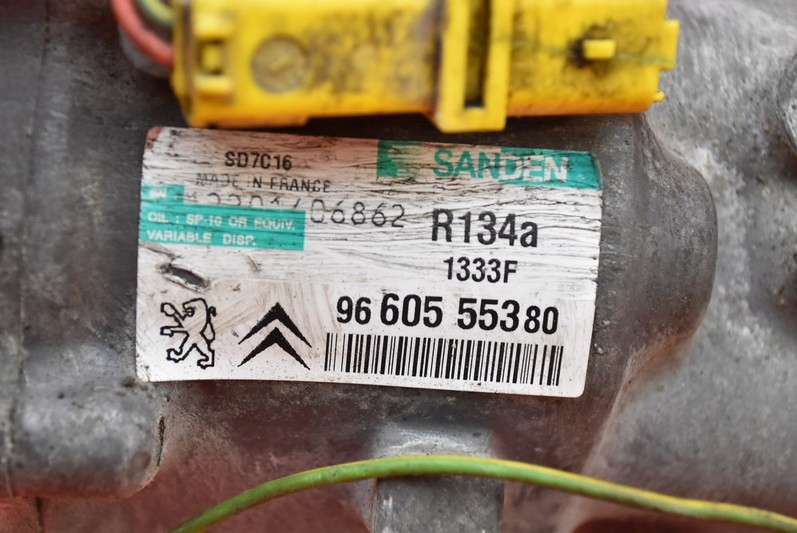 SD7C16
SANDEN
MADE IN FRANCE
06862
OIL : SP-10 OR EQUIV.
VARIABLE DISP.
R134a
1333F
96 605 553 80